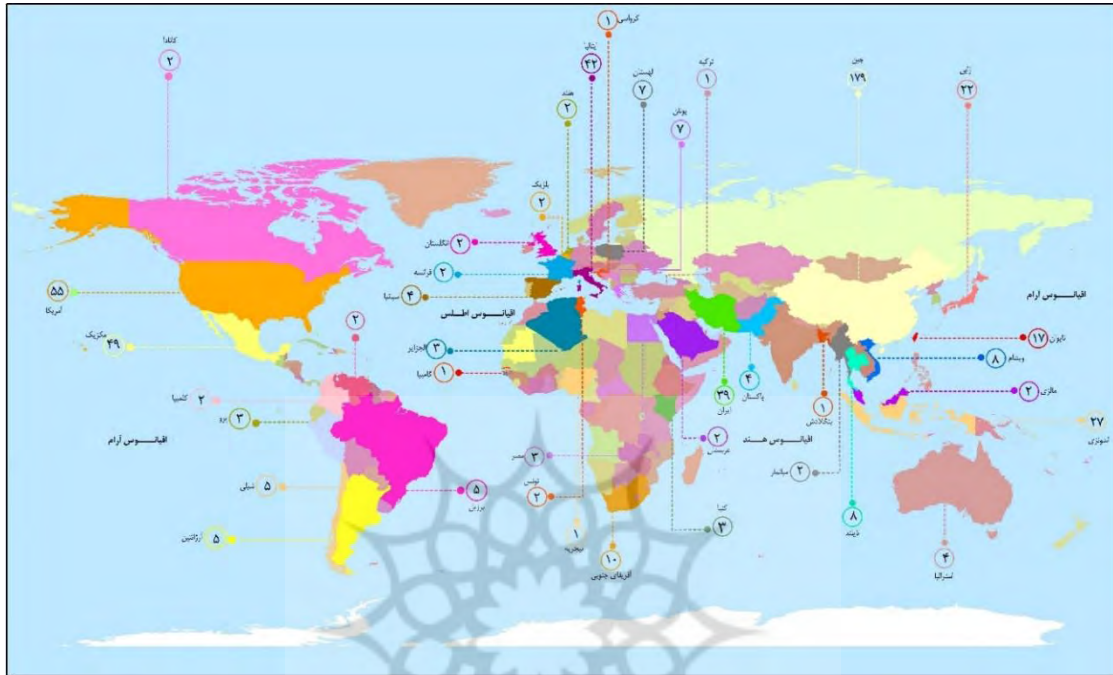 کرواسی
۱
کانادا
۲
ایتالیا
۴۲
لهستان
۷
ترکیه
۱
چین
۱۷۹
ژاپن
۲۲
هلند
۲
یونان
۷
بلژیک
۲
انگلستان
۲
فرانسه
۲
اسپانیا
۴
۵۵
آمریکا
اقیانوس آرام
اقیانوس اطلس
مکزیک
۴۹
۲
الجزایر
۳
گامبیا
۱
۱۷
تایوان
۸
ویتنام
۴
پاکستان
۳۹
ایران
مالزی
۲
کلمبیا
۲
۳
۱
بنگلادش
۲۷
اندونزی
اقیانوس آرام
اقیانوس هند
۲
عربستان
مصر
۳
میانمار
۲
شیلی
۵
۵
برزیل
تونس
۲
کنیا
۳
۸
تایلند
آرژانتین
۵
۱
نیجریه
۱۰
آفریقای جنوبی
۴
استرالیا